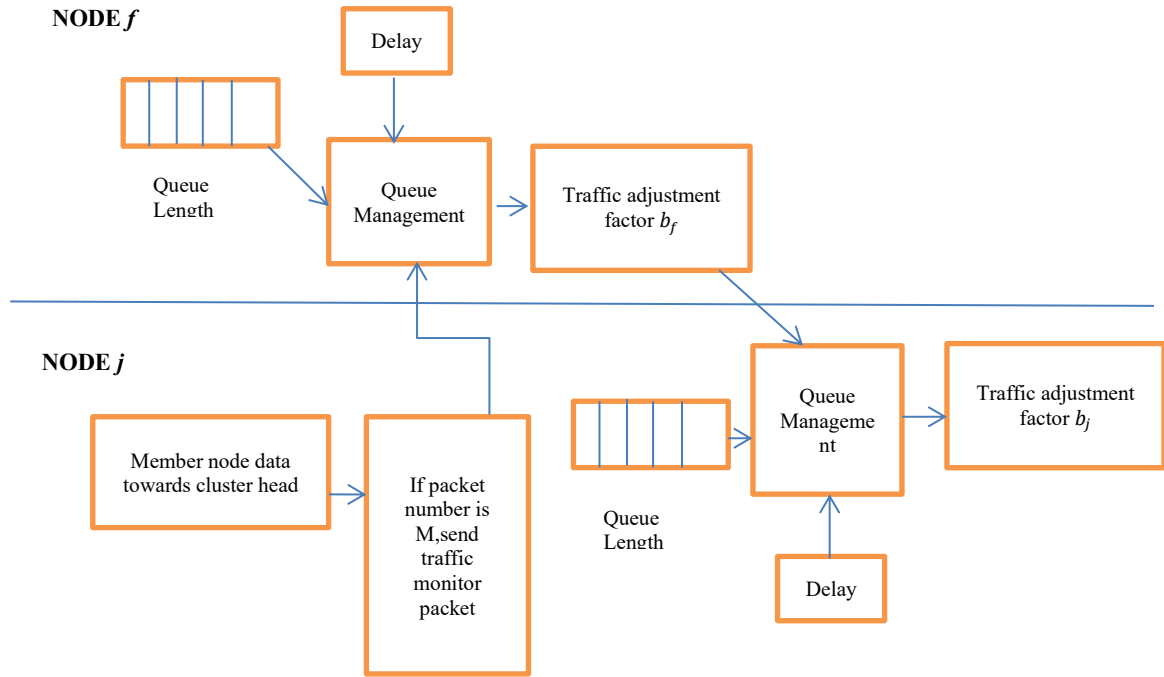 NODE f
Delay
Queue
Length
Queue
Management
Traffic adjustment
factor b_f
NODE j
Member node data
towards cluster head
If packet
number is
M,send
traffic
monitor
packet
Queue
Length
Queue
Manageme
nt
Traffic adjustment
factor b_j
Delay